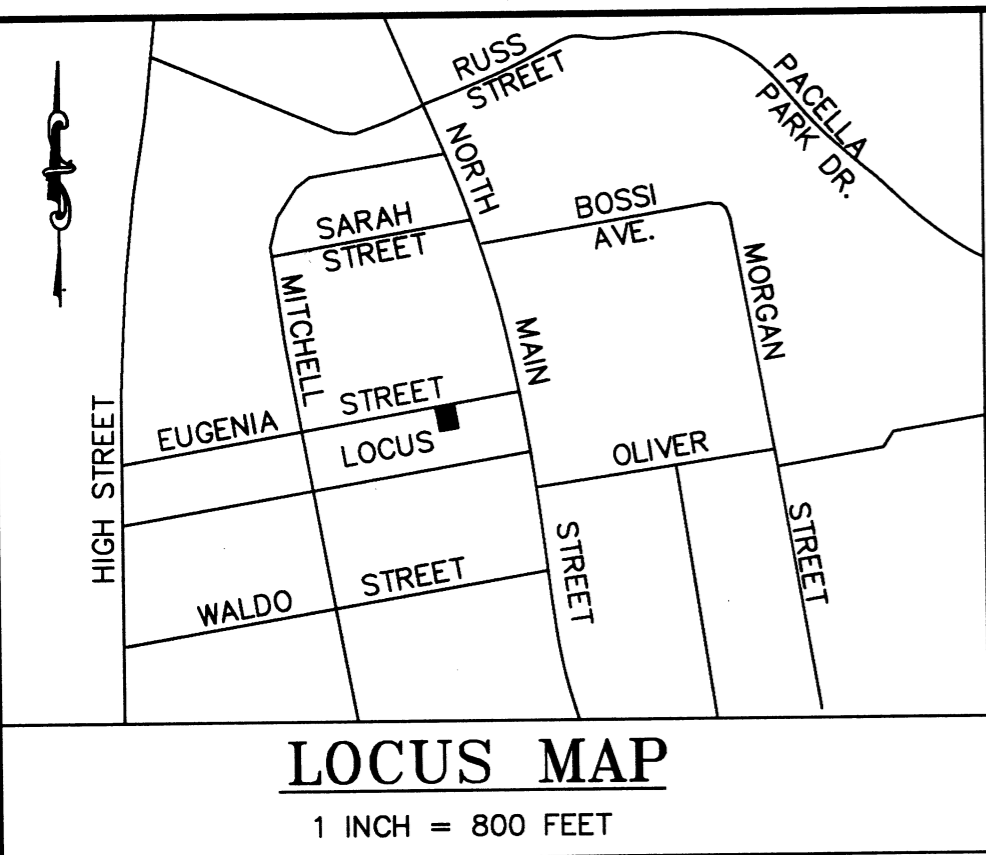 RUSS
STREET
PACELLA
PARK DR.
NORTH
MAIN
STREET
SARAH
STREET
BOSSI
AVE.
MITCHELL
MORGAN
STREET
EUGENIA STREET
LOCUS
OLIVER
HIGH STREET
WALDO STREET
LOCUS MAP
1 INCH = 800 FEET